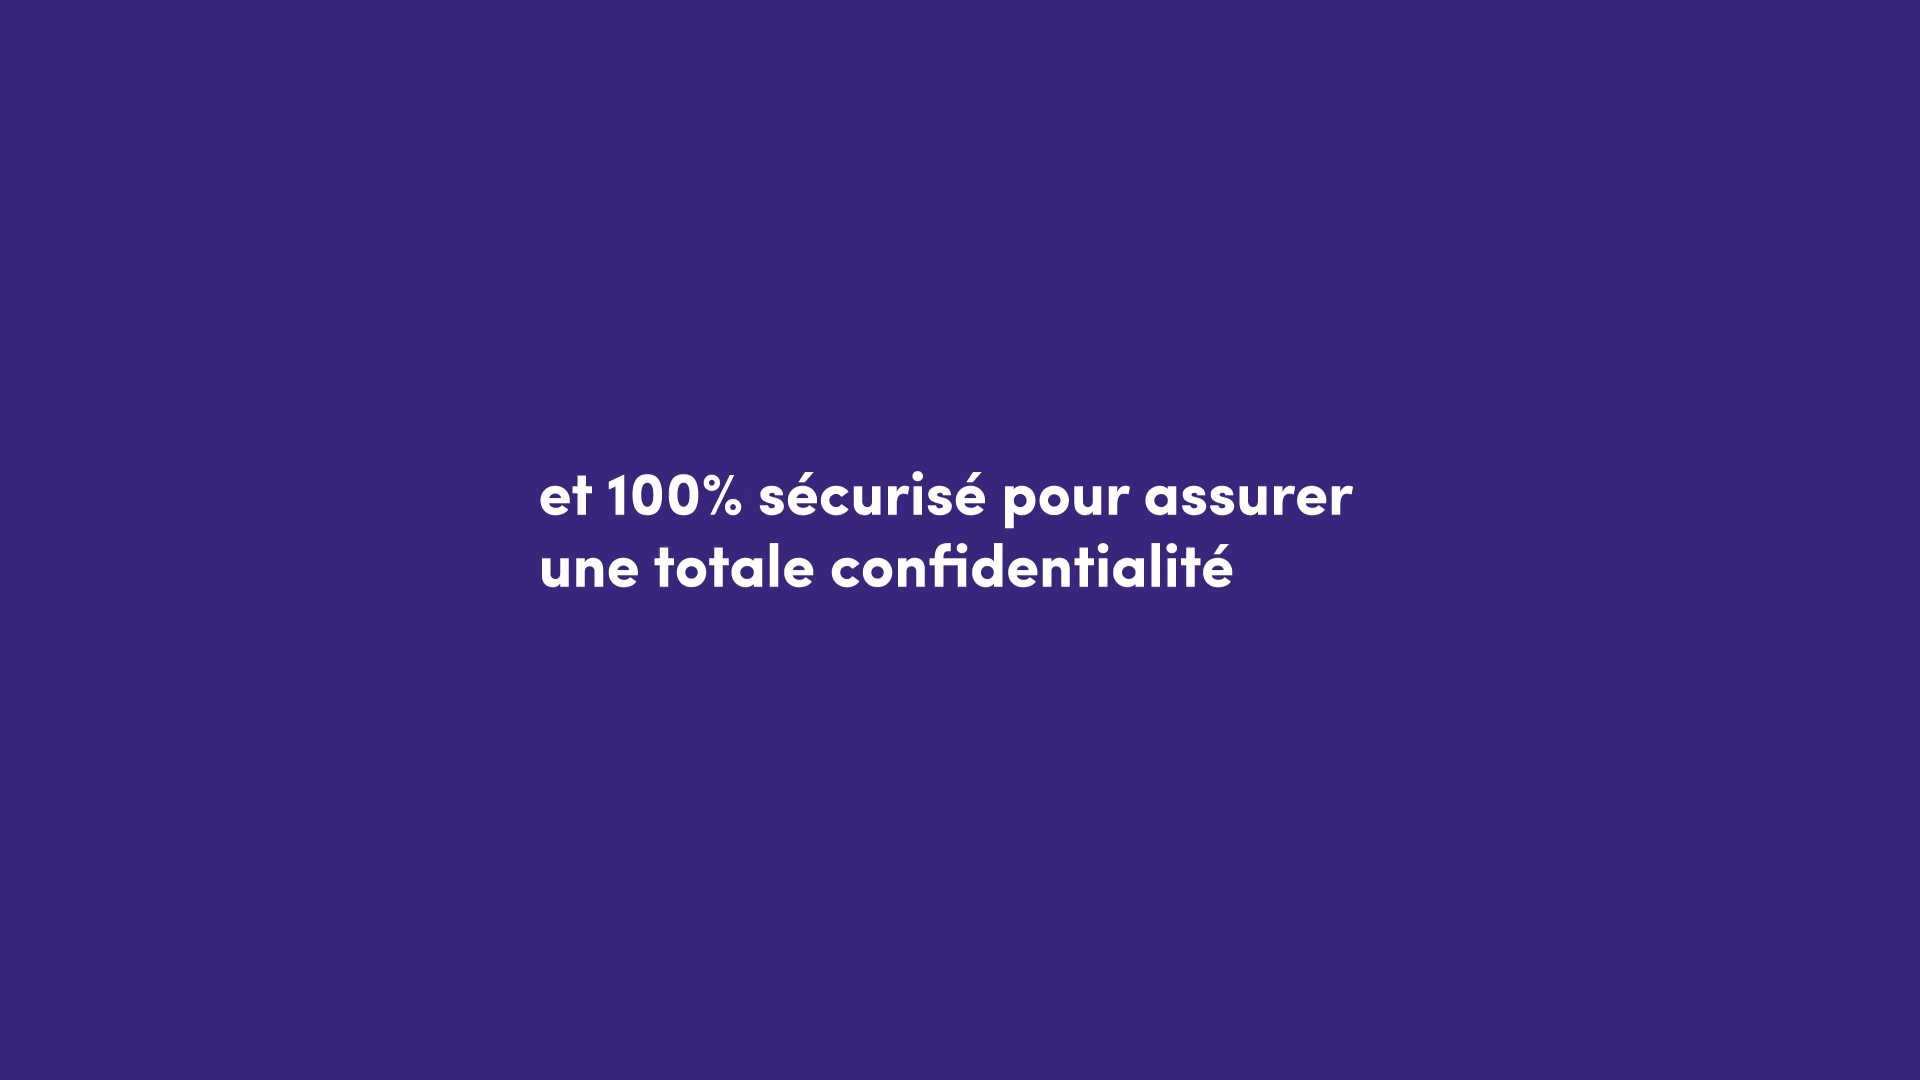 et 100% sécurisé pour assurer
une totale confidentialité